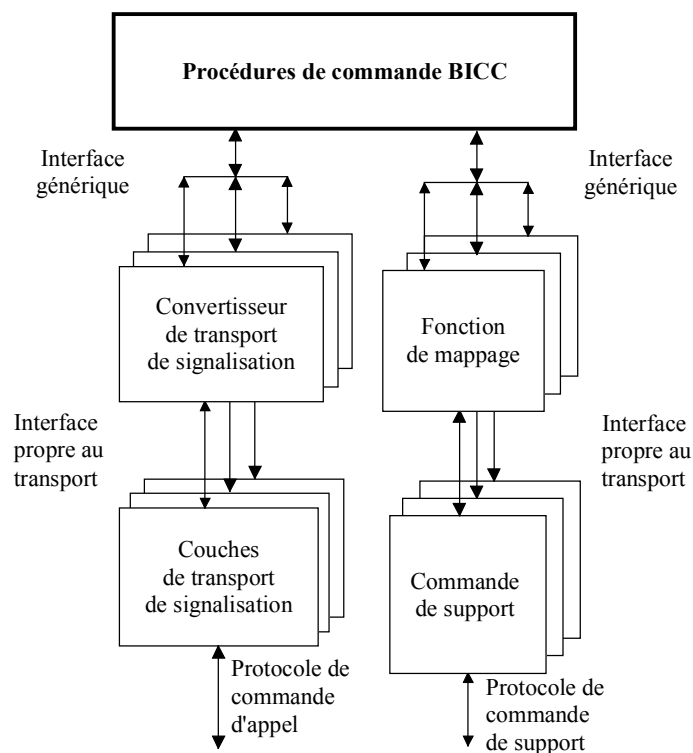 Procédures de commande BICC
Interface
générique
Interface
générique
Convertisseur
de transport
de signalisation
Fonction
de mappage
Interface
propre au
transport
Interface
propre au
transport
Couches
de transport
de signalisation
Commande
de support
Protocole de
commande
d'appel
Protocole de
commande
de support